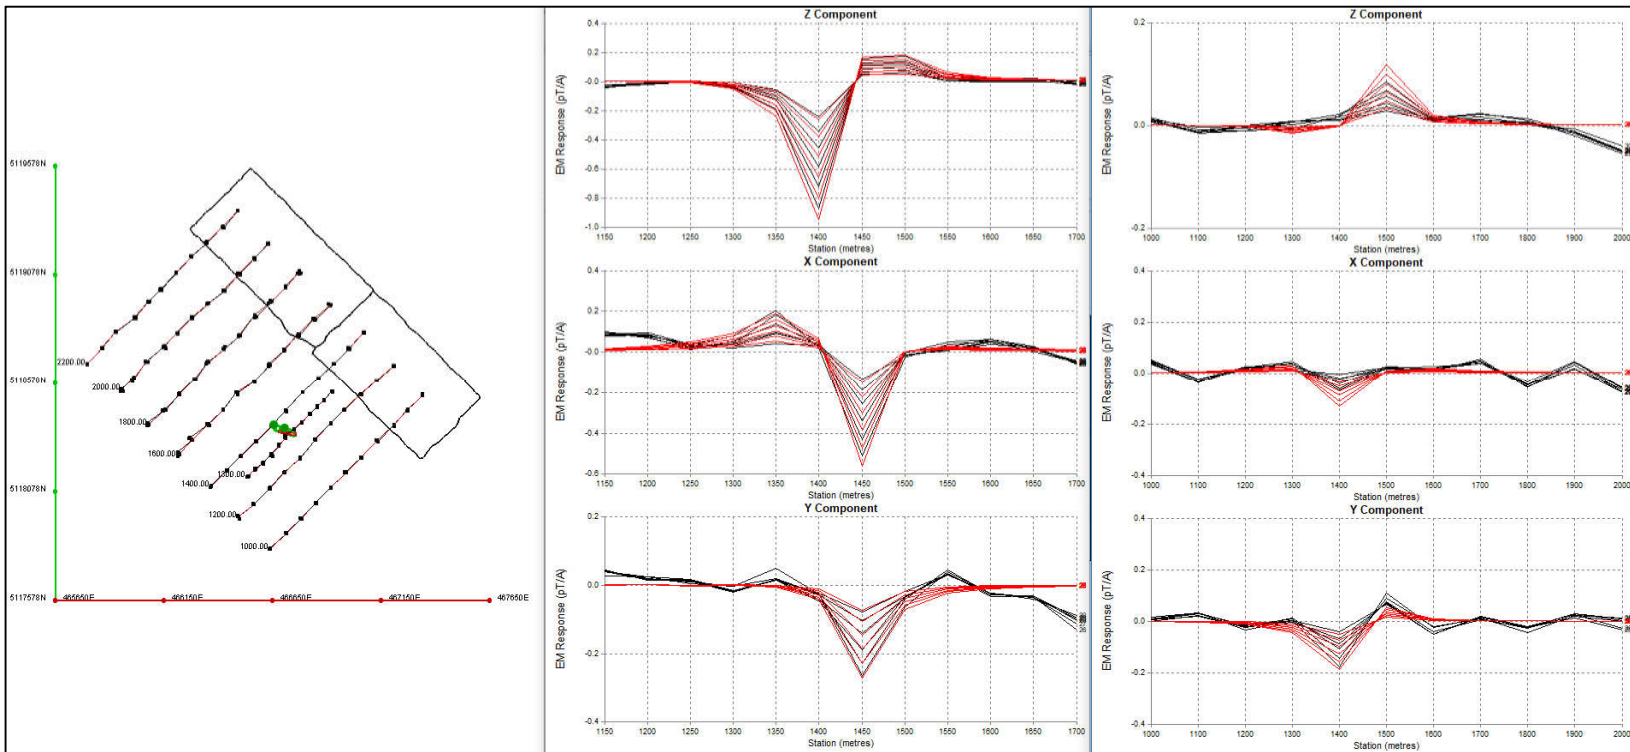 5119578N
5119078N
5118578N
5118078N
5117578N
465650E
466150E
466650E
467150E
467650E
2200.00
2000.00
1800.00
1600.00
1400.00
1300.00
1200.00
1000.00
Z Component
0.4
0.2
-0.0
-0.2
-0.4
-0.6
-0.8
-1.0
EM Response (pT/A)
1150 1200 1250 1300 1350 1400 1450 1500 1550 1600 1650 1700
Station (metres)
X Component
0.4
0.2
-0.0
-0.2
-0.4
-0.6
EM Response (pT/A)
1150 1200 1250 1300 1350 1400 1450 1500 1550 1600 1650 1700
Station (metres)
Y Component
0.2
0.0
-0.2
-0.4
EM Response (pT/A)
26
1150 1200 1250 1300 1350 1400 1450 1500 1550 1600 1650 1700
Station (metres)
Z Component
0.2
0.0
-0.2
EM Response (pT/A)
1000 1100 1200 1300 1400 1500 1600 1700 1800 1900 2000
Station (metres)
X Component
0.4
0.2
0.0
-0.2
-0.4
EM Response (pT/A)
1000 1100 1200 1300 1400 1500 1600 1700 1800 1900 2000
Station (metres)
Y Component
0.4
0.2
0.0
-0.2
-0.4
EM Response (pT/A)
1000 1100 1200 1300 1400 1500 1600 1700 1800 1900 2000
Station (metres)